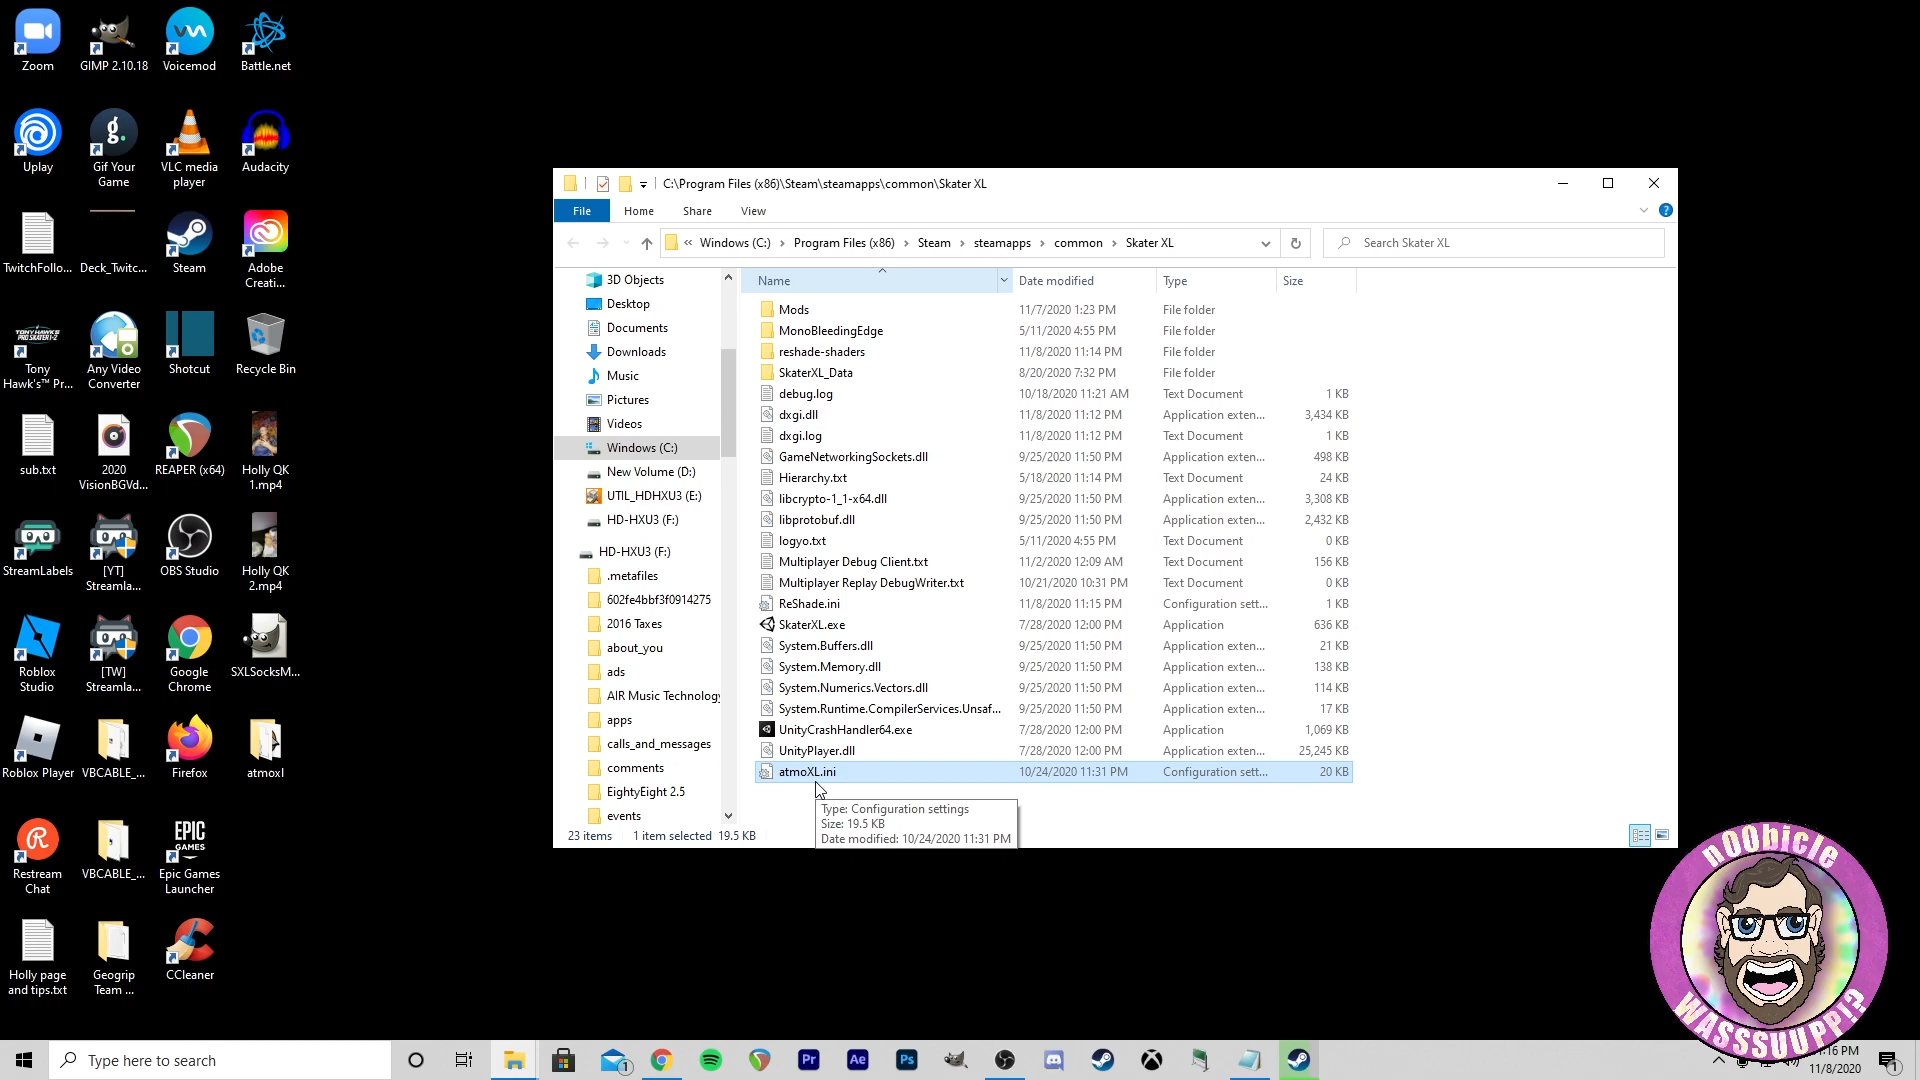 Zoom
GIMP 2.10.18
Voicemod
Battle.net
Uplay
Gif Your
Game
VLC media
player
Audacity
TwitchFollo...
Deck_Twitc...
Steam
Adobe
Creati...
Tony
Hawk's™ Pr...
Any Video
Converter
Shotcut
Recycle Bin
sub.txt
2020
VisionBGVd...
REAPER (x64)
Holly QK
1.mp4
StreamLabels
[YT]
Streamla...
OBS Studio
Holly QK
2.mp4
Roblox
Studio
[TW]
Streamla...
Google
Chrome
SXLSocksM...
Roblox Player
VBCABLE_...
Firefox
atmoxl
Restream
Chat
VBCABLE_...
EPIC
GAMES
Epic Games
Launcher
Holly page
and tips.txt
Geogrip
Team ...
CCleaner
C:\Program Files (x86)\Steam\steamapps\common\Skater XL
File Home Share View
« Windows (C:) › Program Files (x86) › Steam › steamapps › common › Skater XL
Search Skater XL
3D Objects
Desktop
Documents
Downloads
Music
Pictures
Videos
Windows (C:)
New Volume (D:)
UTIL_HDHXU3 (E:)
HD-HXU3 (F:)
HD-HXU3 (F:)
.metafiles
602fe4bbf3f0914275
2016 Taxes
about_you
ads
AIR Music Technology
apps
calls_and_messages
comments
EightyEight 2.5
events
Name Date modified Type Size
Mods 11/7/2020 1:23 PM File folder
MonoBleedingEdge 5/11/2020 4:55 PM File folder
reshade-shaders 11/8/2020 11:14 PM File folder
SkaterXL_Data 8/20/2020 7:32 PM File folder
debug.log 10/18/2020 11:21 AM Text Document 1 KB
dxgi.dll 11/8/2020 11:12 PM Application exten... 3,434 KB
dxgi.log 11/8/2020 11:12 PM Text Document 1 KB
GameNetworkingSockets.dll 9/25/2020 11:50 PM Application exten... 498 KB
Hierarchy.txt 5/18/2020 11:14 PM Text Document 24 KB
libcrypto-1_1-x64.dll 9/25/2020 11:50 PM Application exten... 3,308 KB
libprotobuf.dll 9/25/2020 11:50 PM Application exten... 2,432 KB
logyo.txt 5/11/2020 4:55 PM Text Document 0 KB
Multiplayer Debug Client.txt 11/2/2020 12:09 AM Text Document 156 KB
Multiplayer Replay DebugWriter.txt 10/21/2020 10:31 PM Text Document 0 KB
ReShade.ini 11/8/2020 11:15 PM Configuration sett... 1 KB
SkaterXL.exe 7/28/2020 12:00 PM Application 636 KB
System.Buffers.dll 9/25/2020 11:50 PM Application exten... 21 KB
System.Memory.dll 9/25/2020 11:50 PM Application exten... 138 KB
System.Numerics.Vectors.dll 9/25/2020 11:50 PM Application exten... 114 KB
System.Runtime.CompilerServices.Unsaf... 9/25/2020 11:50 PM Application exten... 17 KB
UnityCrashHandler64.exe 7/28/2020 12:00 PM Application 1,069 KB
UnityPlayer.dll 7/28/2020 12:00 PM Application exten... 25,245 KB
atmoXL.ini 10/24/2020 11:31 PM Configuration sett... 20 KB
Type: Configuration settings
Size: 19.5 KB
Date modified: 10/24/2020 11:31 PM
23 items 1 item selected 19.5 KB
n00bicle
WASSSUUPP!?
Type here to search
1
Pr
Ae
Ps
:16 PM
11/8/2020
1